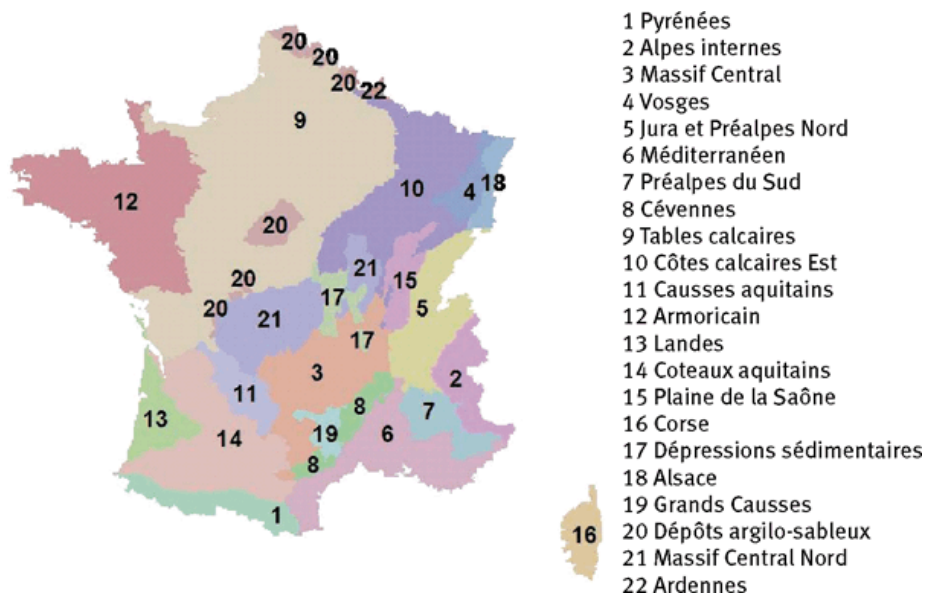 20
20
20
22
9
12
10
4
18
20
21
15
20
17
5
20
21
17
3
2
11
8
7
13
19
6
14
8
1
16
1 Pyrénées
2 Alpes internes
3 Massif Central
4 Vosges
5 Jura et Préalpes Nord
6 Méditerranéen
7 Préalpes du Sud
8 Cévennes
9 Tables calcaires
10 Côtes calcaires Est
11 Causses aquitains
12 Armoricain
13 Landes
14 Coteaux aquitains
15 Plaine de la Saône
16 Corse
17 Dépressions sédimentaires
18 Alsace
19 Grands Causses
20 Dépôts argilo-sableux
21 Massif Central Nord
22 Ardennes